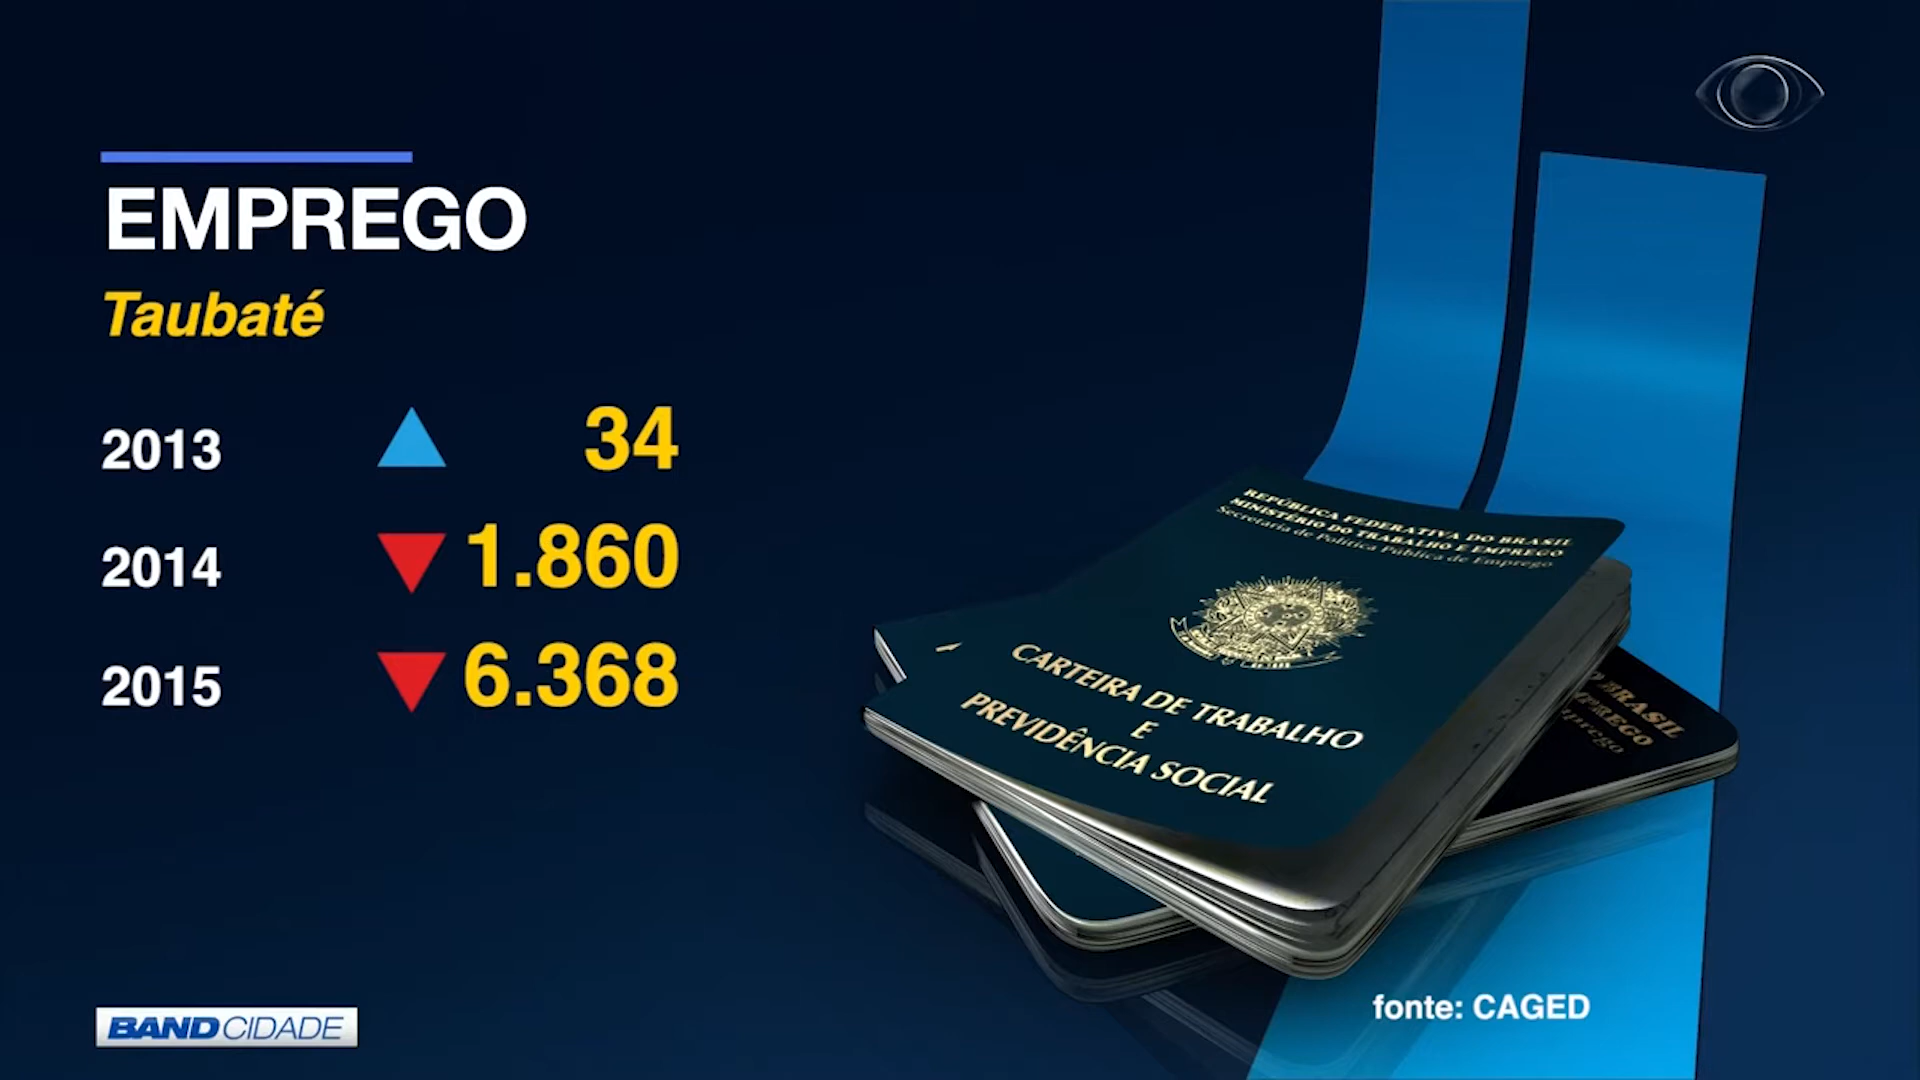 EMPREGO
Taubaté
2013 34
2014 1.860
2015 6.368
REPÚBLICA FEDERATIVA DO BRASIL
MINISTÉRIO DO TRABALHO E EMPREGO
Secretaria de Política Pública de Emprego
CARTEIRA DE TRABALHO
E
PREVIDÊNCIA SOCIAL
BRASIL
fonte: CAGED
BAND CIDADE